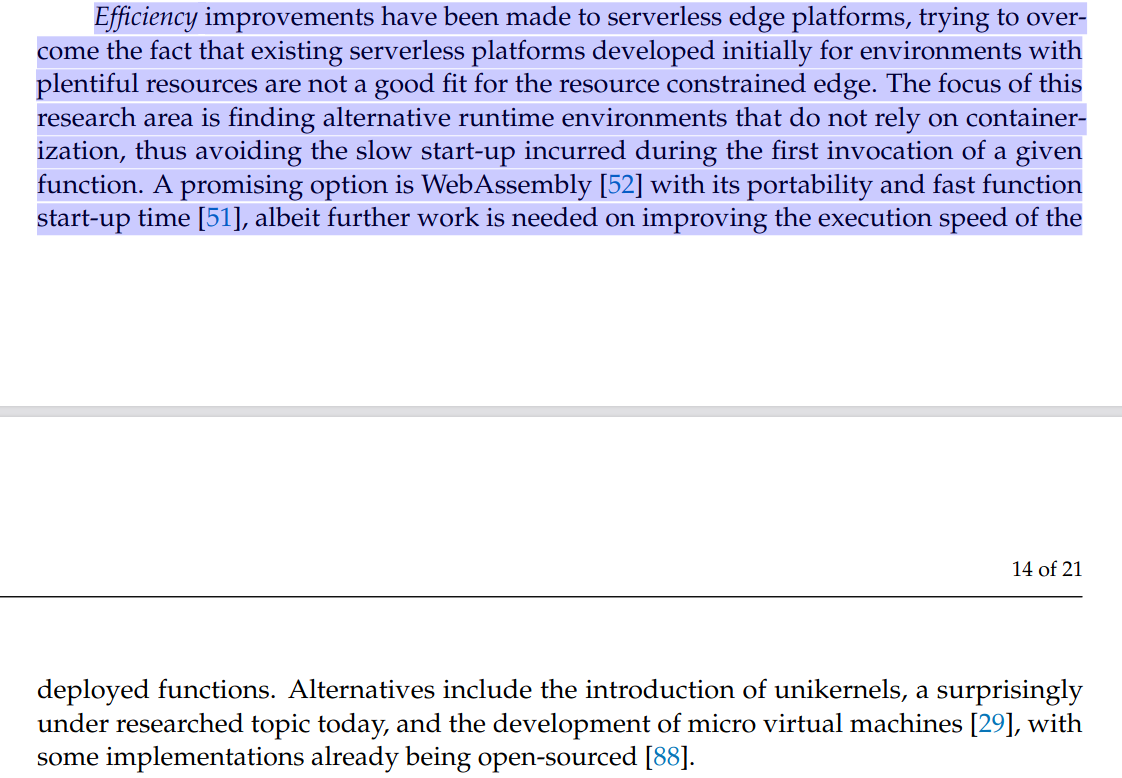 Efficiency improvements have been made to serverless edge platforms, trying to over-
come the fact that existing serverless platforms developed initially for environments with
plentiful resources are not a good fit for the resource constrained edge. The focus of this
research area is finding alternative runtime environments that do not rely on container-
ization, thus avoiding the slow start-up incurred during the first invocation of a given
function. A promising option is WebAssembly [52] with its portability and fast function
start-up time [51], albeit further work is needed on improving the execution speed of the
14 of 21
deployed functions. Alternatives include the introduction of unikernels, a surprisingly
under researched topic today, and the development of micro virtual machines [29], with
some implementations already being open-sourced [88].